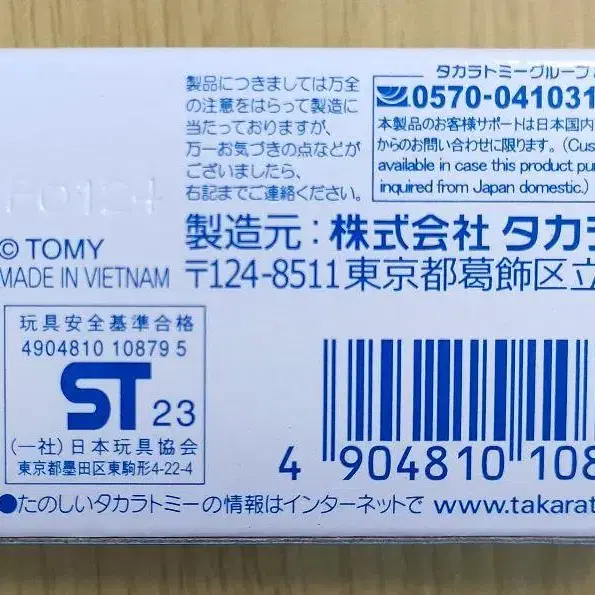 製品につきましては万全
の注意をはらって製造に
当たっておりますが、
万一お気づきの点などが
ございましたら、
右記までご連絡ください。
タカラトミーグループ
0570-041031
本製品のお客様サポートは日本国内
からのお問い合わせに限ります。(Cus
available in case this product pu
inquired from Japan domestic.)
© TOMY
MADE IN VIETNAM
製造元:株式会社 タカラ
〒124-8511 東京都葛飾区立
玩具安全基準合格
4904810 10879 5
ST 23
(一社)日本玩具協会
東京都墨田区東駒形4-22-4
4 904810 108
●たのしいタカラトミーの情報はインターネットで www.takarat